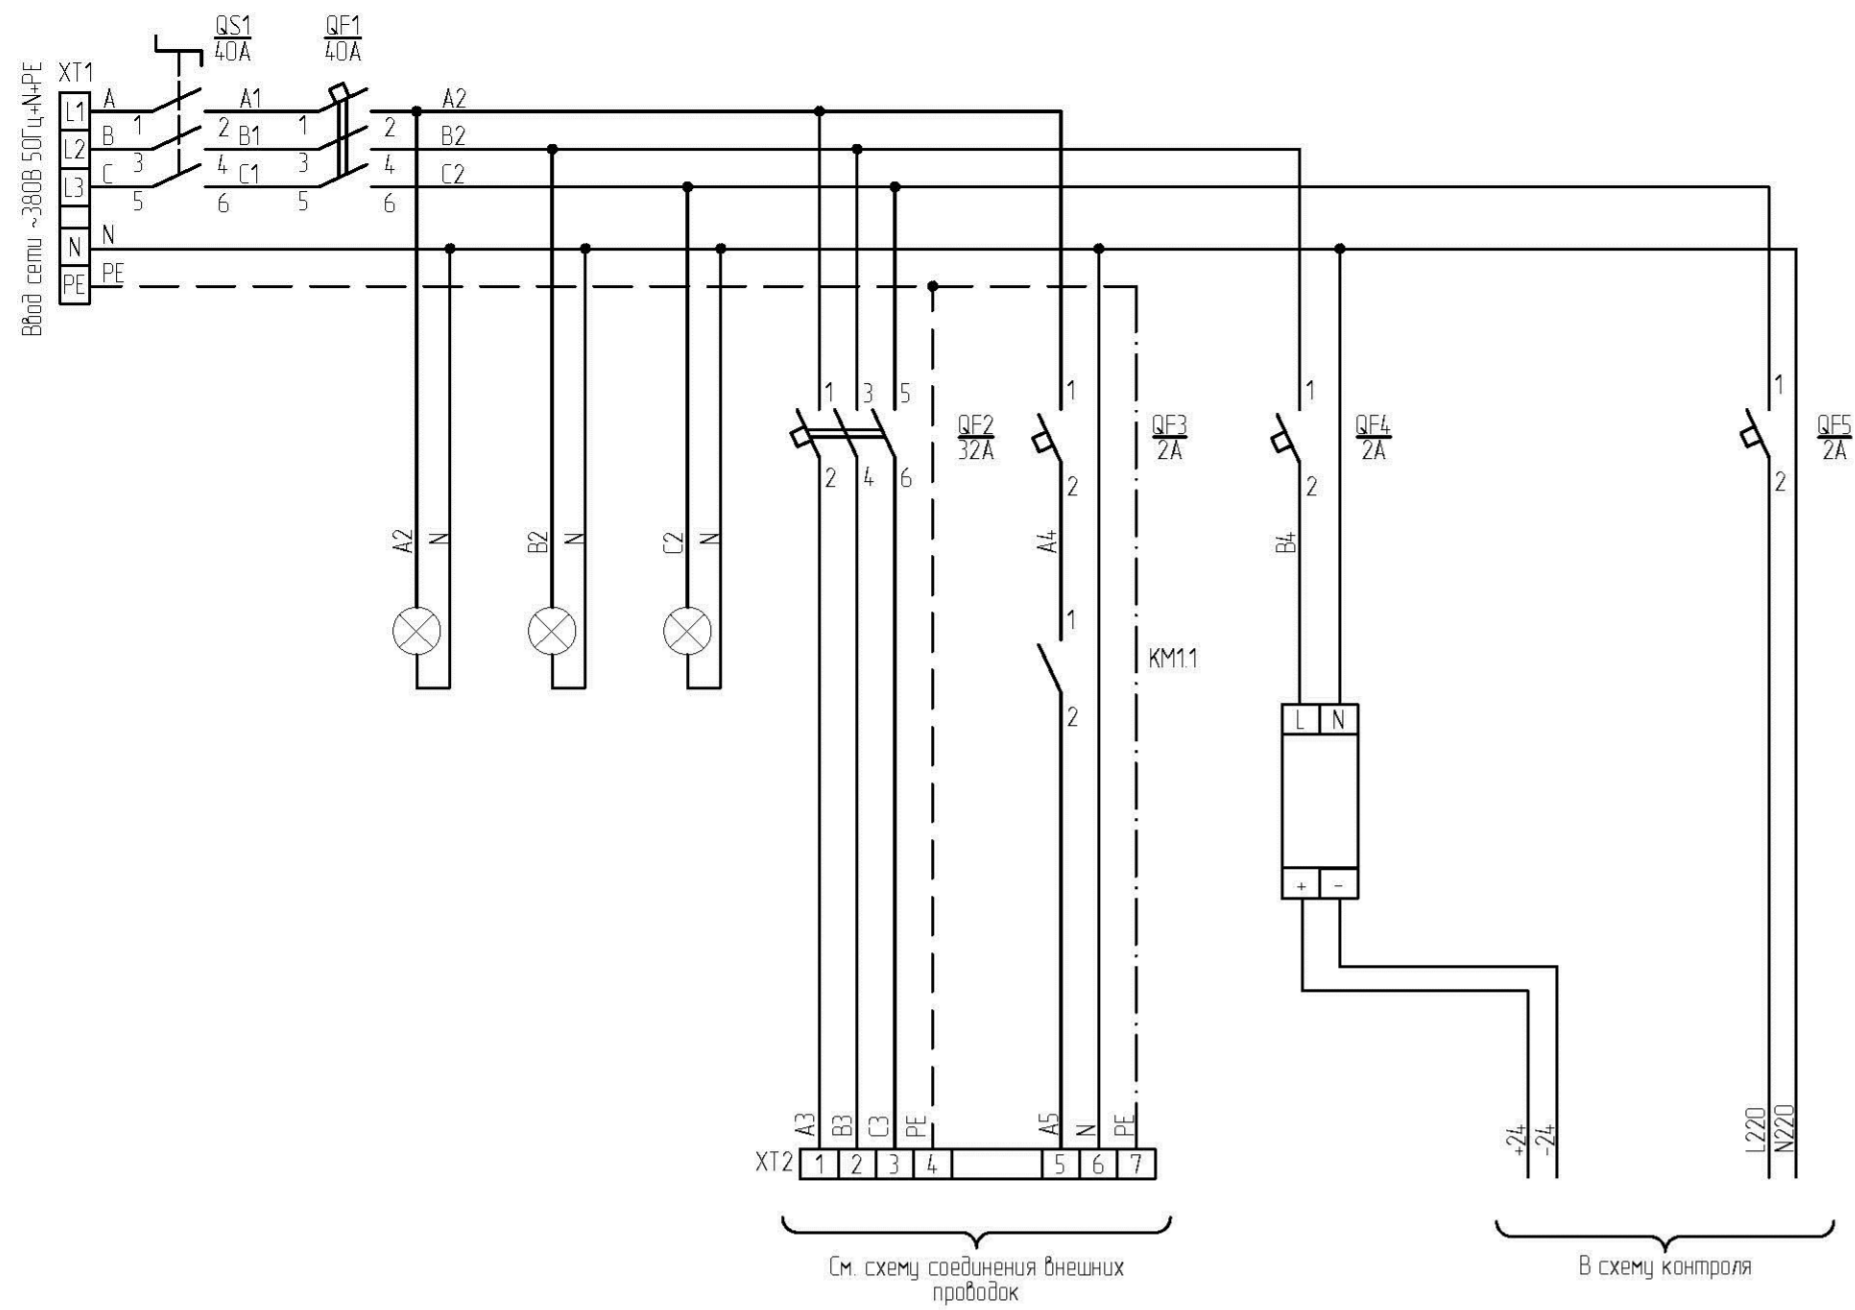 QS1
40А
QF1
40А
XT1
Ввод сети ~380В 50Гц+N+PE
L1 A 1 2 A1 1 2 A2
L2 B 3 4 B1 3 4 B2
L3 C 5 6 C1 5 6 C2
N N
PE PE
1 3 5
QF2
32А
2 4 6
1
QF3
2А
2
1
QF4
2А
2
1
QF5
2А
2
A2 N B2 N C2 N
A4
B4
1
KM1.1
2
L N
+ -
A3 B3 C3 PE A5 N PE
+24 -24
L220 N220
XT2 1 2 3 4 5 6 7
См. схему соединения внешних
проводок
В схему контроля